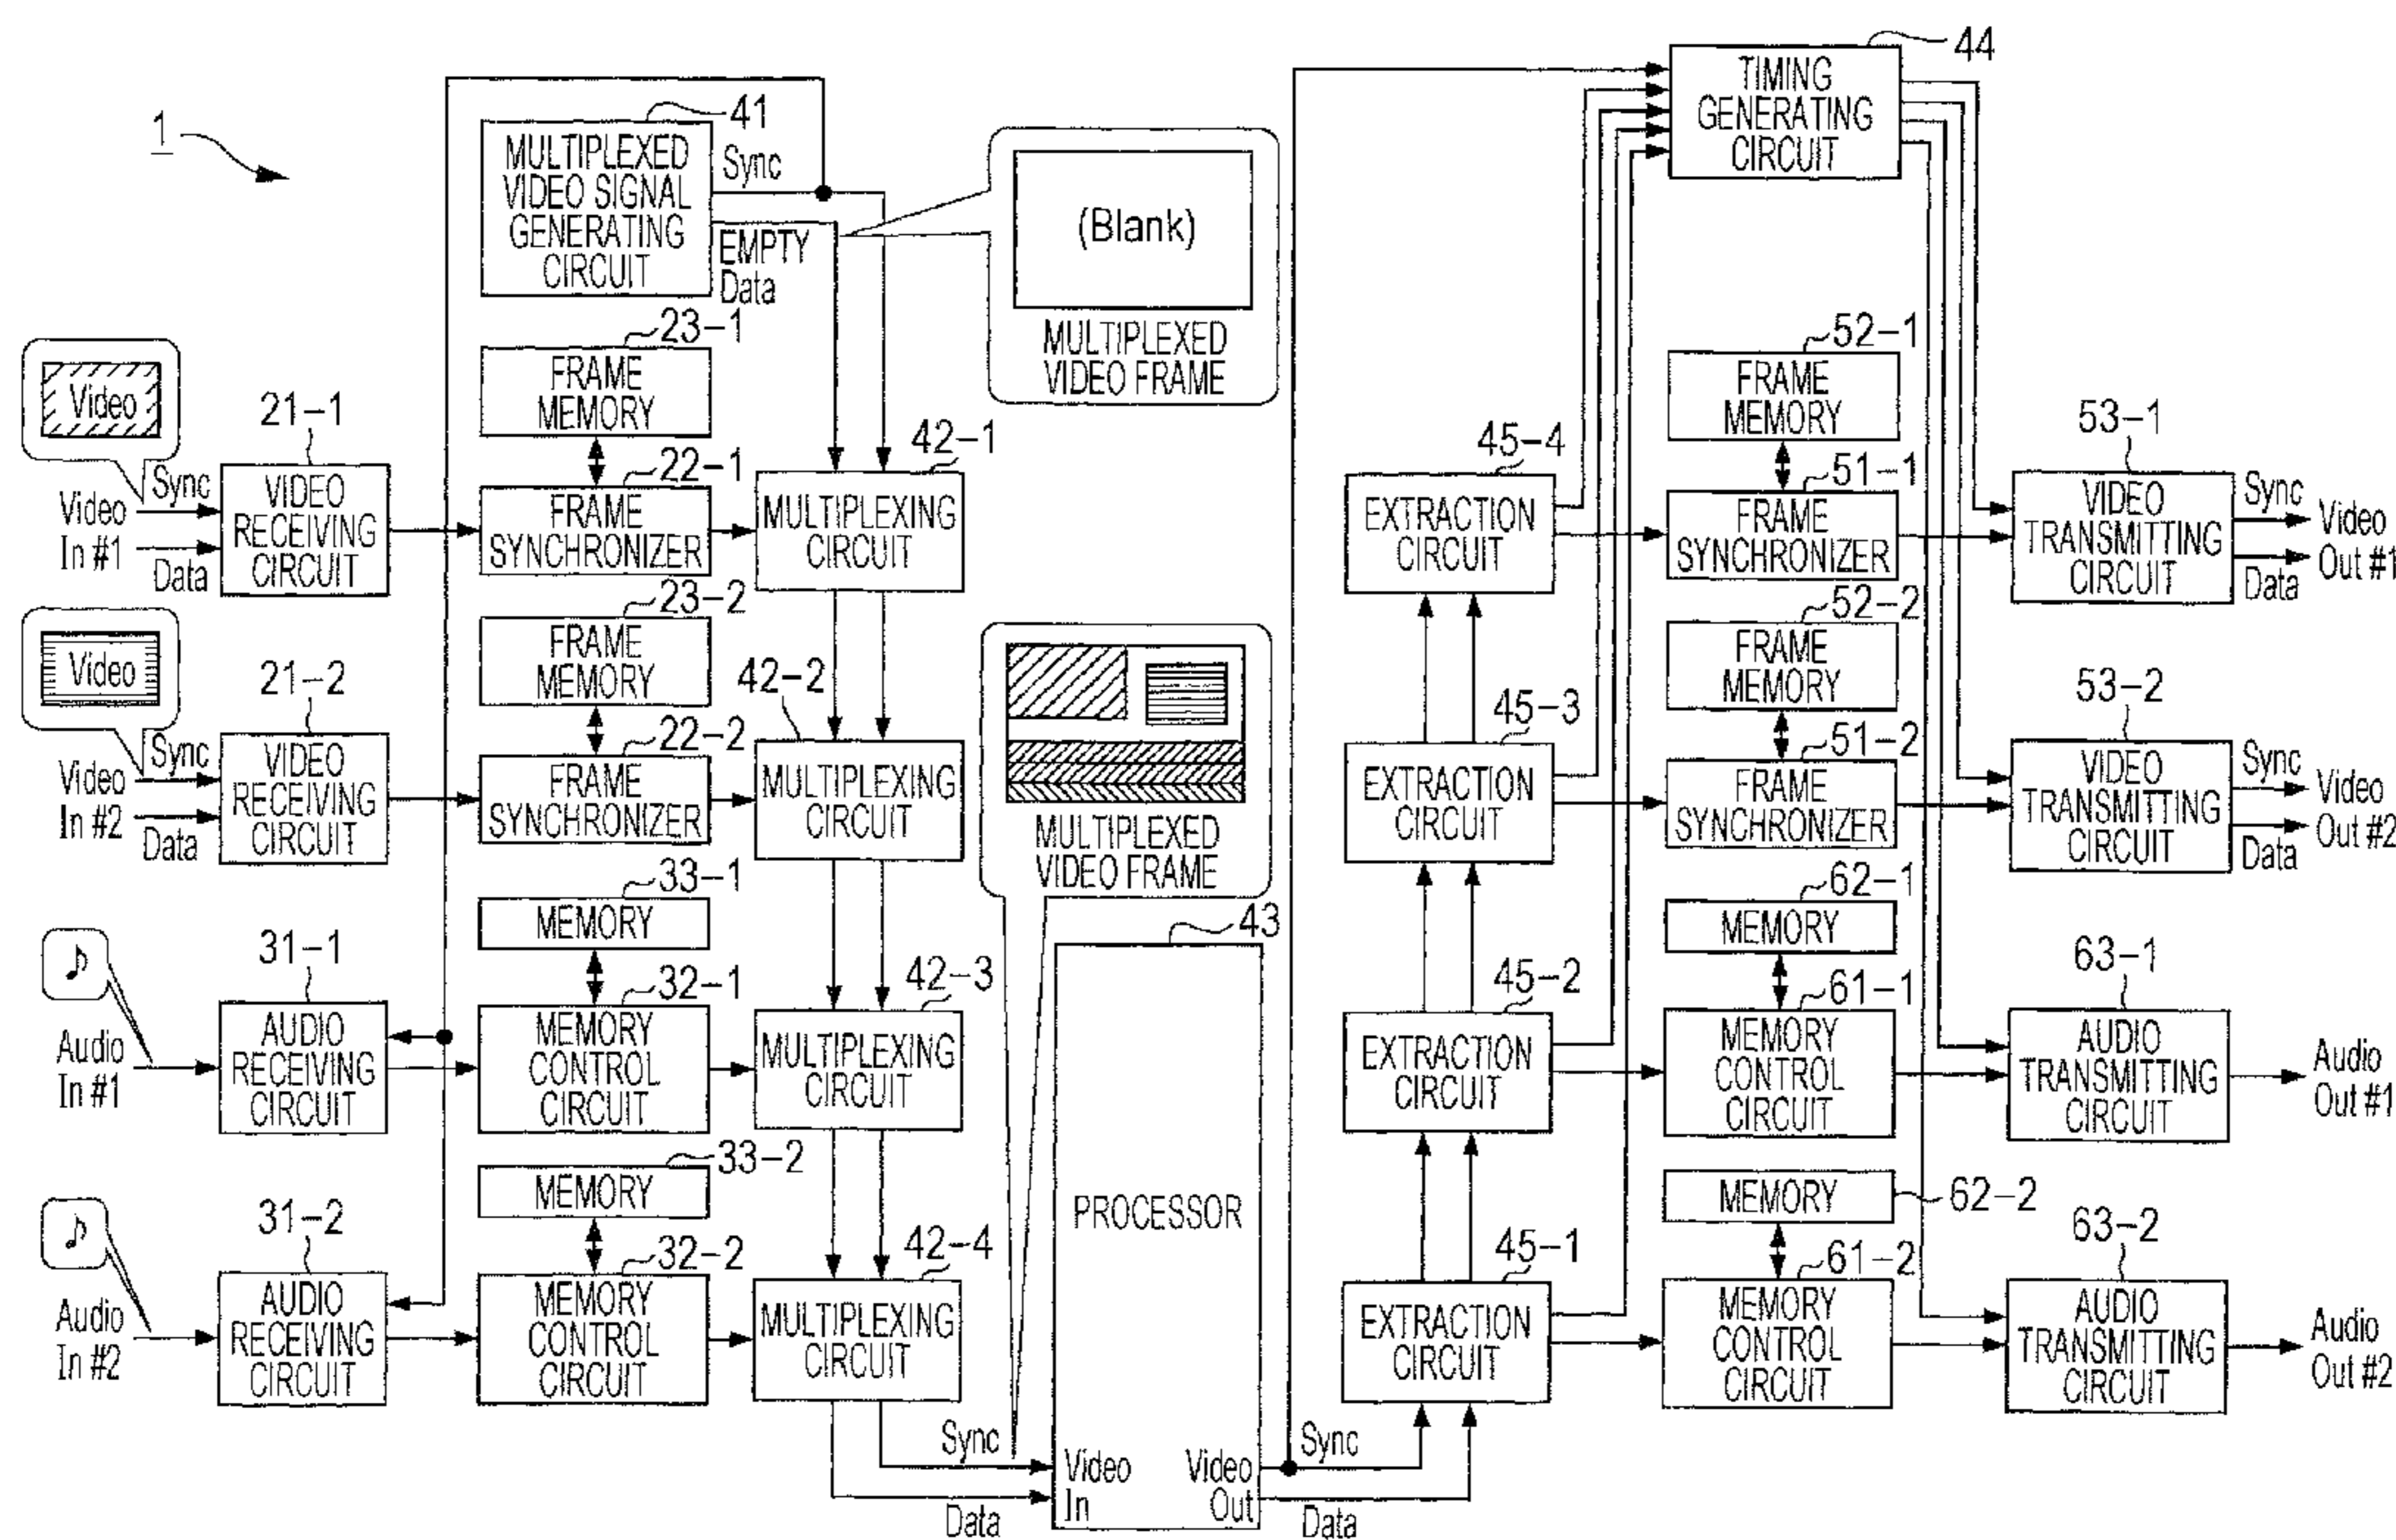 1
41
MULTIPLEXED
VIDEO SIGNAL
GENERATING
CIRCUIT
Sync
EMPTY
Data
(Blank)
MULTIPLEXED
VIDEO FRAME
44
TIMING
GENERATING
CIRCUIT
Video
Video
In #1
Sync
Data
21-1
VIDEO
RECEIVING
CIRCUIT
23-1
FRAME
MEMORY
22-1
FRAME
SYNCHRONIZER
42-1
MULTIPLEXING
CIRCUIT
Video
Video
In #2
Sync
Data
21-2
VIDEO
RECEIVING
CIRCUIT
23-2
FRAME
MEMORY
22-2
FRAME
SYNCHRONIZER
42-2
MULTIPLEXING
CIRCUIT
MULTIPLEXED
VIDEO FRAME
♪
Audio
In #1
31-1
AUDIO
RECEIVING
CIRCUIT
33-1
MEMORY
32-1
MEMORY
CONTROL
CIRCUIT
42-3
MULTIPLEXING
CIRCUIT
♪
Audio
In #2
31-2
AUDIO
RECEIVING
CIRCUIT
33-2
MEMORY
32-2
MEMORY
CONTROL
CIRCUIT
42-4
MULTIPLEXING
CIRCUIT
Sync
Data
43
PROCESSOR
Video
In
Video
Out
Sync
Data
45-4
EXTRACTION
CIRCUIT
52-1
FRAME
MEMORY
51-1
FRAME
SYNCHRONIZER
53-1
VIDEO
TRANSMITTING
CIRCUIT
Sync
Data
Video
Out #1
45-3
EXTRACTION
CIRCUIT
52-2
FRAME
MEMORY
51-2
FRAME
SYNCHRONIZER
53-2
VIDEO
TRANSMITTING
CIRCUIT
Sync
Data
Video
Out #2
45-2
EXTRACTION
CIRCUIT
62-1
MEMORY
61-1
MEMORY
CONTROL
CIRCUIT
63-1
AUDIO
TRANSMITTING
CIRCUIT
Audio
Out #1
45-1
EXTRACTION
CIRCUIT
62-2
MEMORY
61-2
MEMORY
CONTROL
CIRCUIT
63-2
AUDIO
TRANSMITTING
CIRCUIT
Audio
Out #2